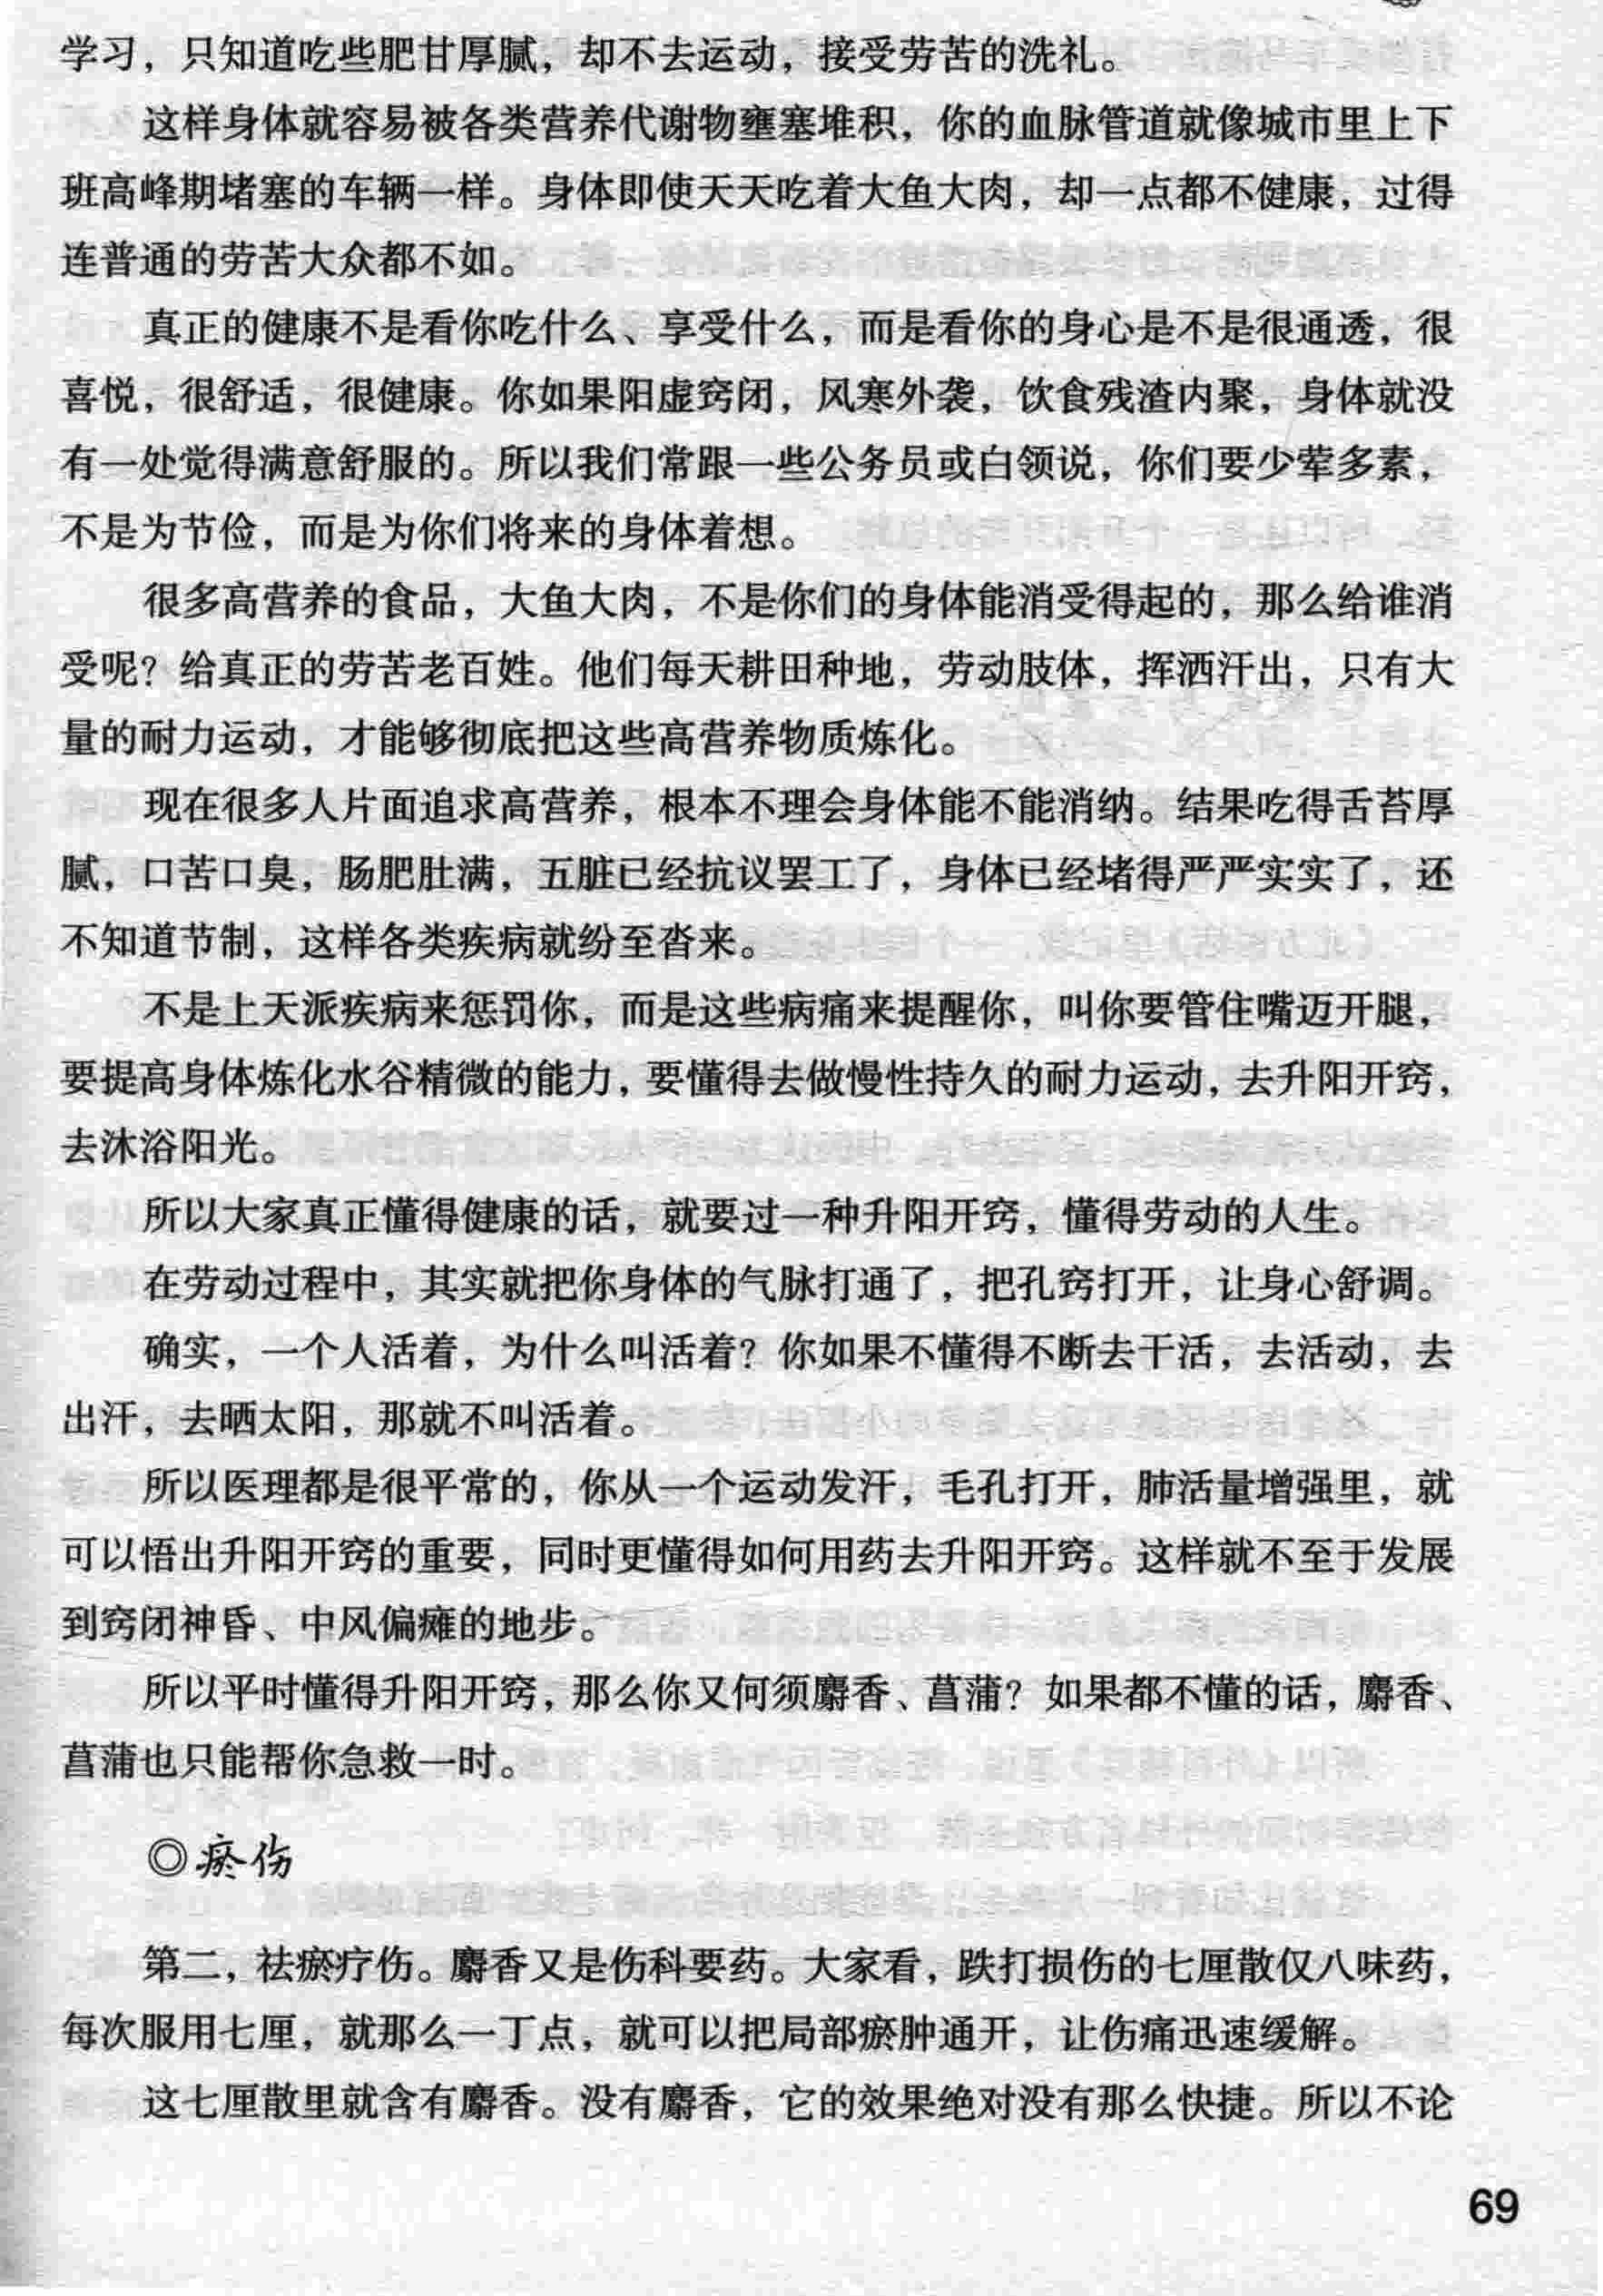 学习，只知道吃些肥甘厚腻，却不去运动，接受劳苦的洗礼。
这样身体就容易被各类营养代谢物壅塞堆积，你的血脉管道就像城市里上下
班高峰期堵塞的车辆一样。身体即使天天吃着大鱼大肉，却一点都不健康，过得
连普通的劳苦大众都不如。
真正的健康不是看你吃什么、享受什么，而是看你的身心是不是很通透，很
喜悦，很舒适，很健康。你如果阳虚窍闭，风寒外袭，饮食残渣内聚，身体就没
有一处觉得满意舒服的。所以我们常跟一些公务员或白领说，你们要少荤多素，
不是为节俭，而是为你们将来的身体着想。
很多高营养的食品，大鱼大肉，不是你们的身体能消受得起的，那么给谁消
受呢？给真正的劳苦老百姓。他们每天耕田种地，劳动肢体，挥洒汗出，只有大
量的耐力运动，才能够彻底把这些高营养物质炼化。
现在很多人片面追求高营养，根本不理会身体能不能消纳。结果吃得舌苔厚
腻，口苦口臭，肠肥肚满，五脏已经抗议罢工了，身体已经堵得严严实实了，还
不知道节制，这样各类疾病就纷至沓来。
不是上天派疾病来惩罚你，而是这些病痛来提醒你，叫你要管住嘴迈开腿，
要提高身体炼化水谷精微的能力，要懂得去做慢性持久的耐力运动，去升阳开窍，
去沐浴阳光。
所以大家真正懂得健康的话，就要过一种升阳开窍，懂得劳动的人生。
在劳动过程中，其实就把你身体的气脉打通了，把孔窍打开，让身心舒调。
确实，一个人活着，为什么叫活着？你如果不懂得不断去干活，去活动，去
出汗，去晒太阳，那就不叫活着。
所以医理都是很平常的，你从一个运动发汗，毛孔打开，肺活量增强里，就
可以悟出升阳开窍的重要，同时更懂得如何用药去升阳开窍。这样就不至于发展
到窍闭神昏、中风偏瘫的地步。
所以平时懂得升阳开窍，那么你又何须麝香、菖蒲？如果都不懂的话，麝香、
菖蒲也只能帮你急救一时。
◎瘀伤
第二，祛瘀疗伤。麝香又是伤科要药。大家看，跌打损伤的七厘散仅八味药，
每次服用七厘，就那么一丁点，就可以把局部瘀肿通开，让伤痛迅速缓解。
这七厘散里就含有麝香。没有麝香，它的效果绝对没有那么快捷。所以不论
69